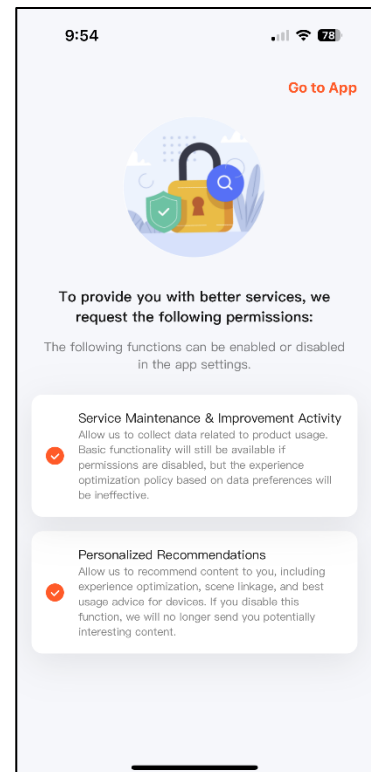 9:54
78
Go to App
To provide you with better services, we
request the following permissions:
The following functions can be enabled or disabled
in the app settings.
Service Maintenance & Improvement Activity
Allow us to collect data related to product usage.
Basic functionality will still be available if
permissions are disabled, but the experience
optimization policy based on data preferences will
be ineffective.
Personalized Recommendations
Allow us to recommend content to you, including
experience optimization, scene linkage, and best
usage advice for devices. If you disable this
function, we will no longer send you potentially
interesting content.